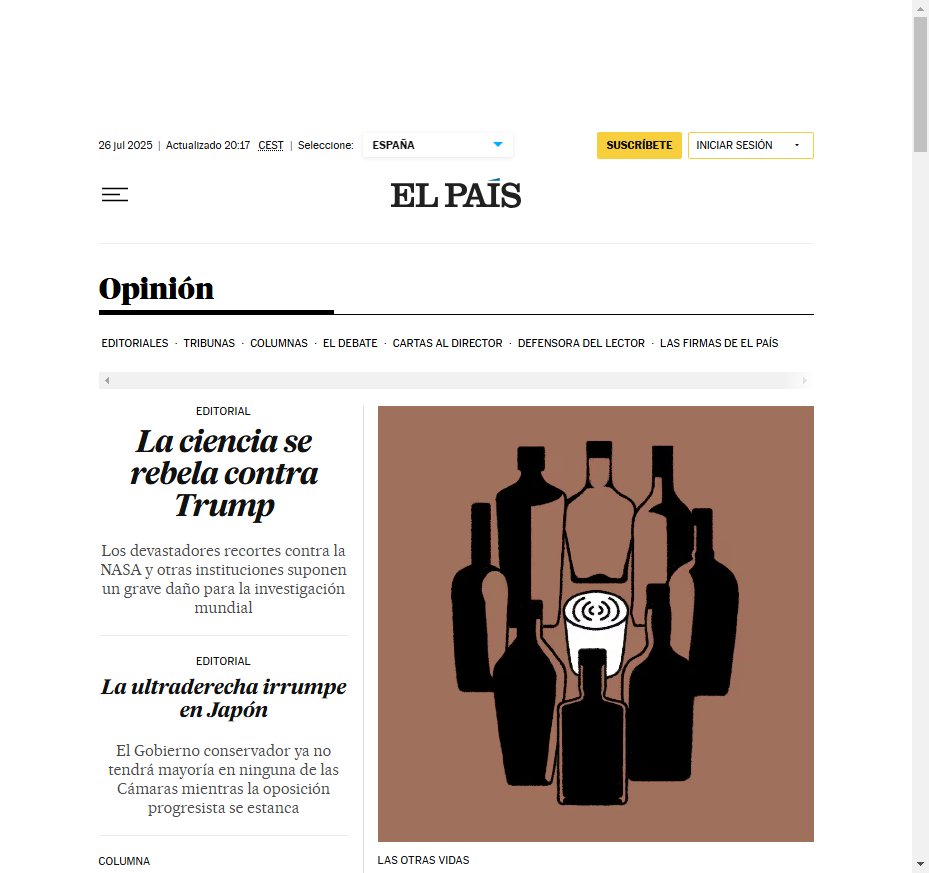 26 jul 2025 | Actualizado 20:17 CEST | Seleccione: ESPAÑA SUSCRÍBETE INICIAR SESIÓN
EL PAÍS
Opinión
EDITORIALES · TRIBUNAS · COLUMNAS · EL DEBATE · CARTAS AL DIRECTOR · DEFENSORA DEL LECTOR · LAS FIRMAS DE EL PAÍS
EDITORIAL
La ciencia se
rebela contra
Trump
Los devastadores recortes contra la
NASA y otras instituciones suponen
un grave daño para la investigación
mundial
EDITORIAL
La ultraderecha irrumpe
en Japón
El Gobierno conservador ya no
tendrá mayoría en ninguna de las
Cámaras mientras la oposición
progresista se estanca
COLUMNA
LAS OTRAS VIDAS